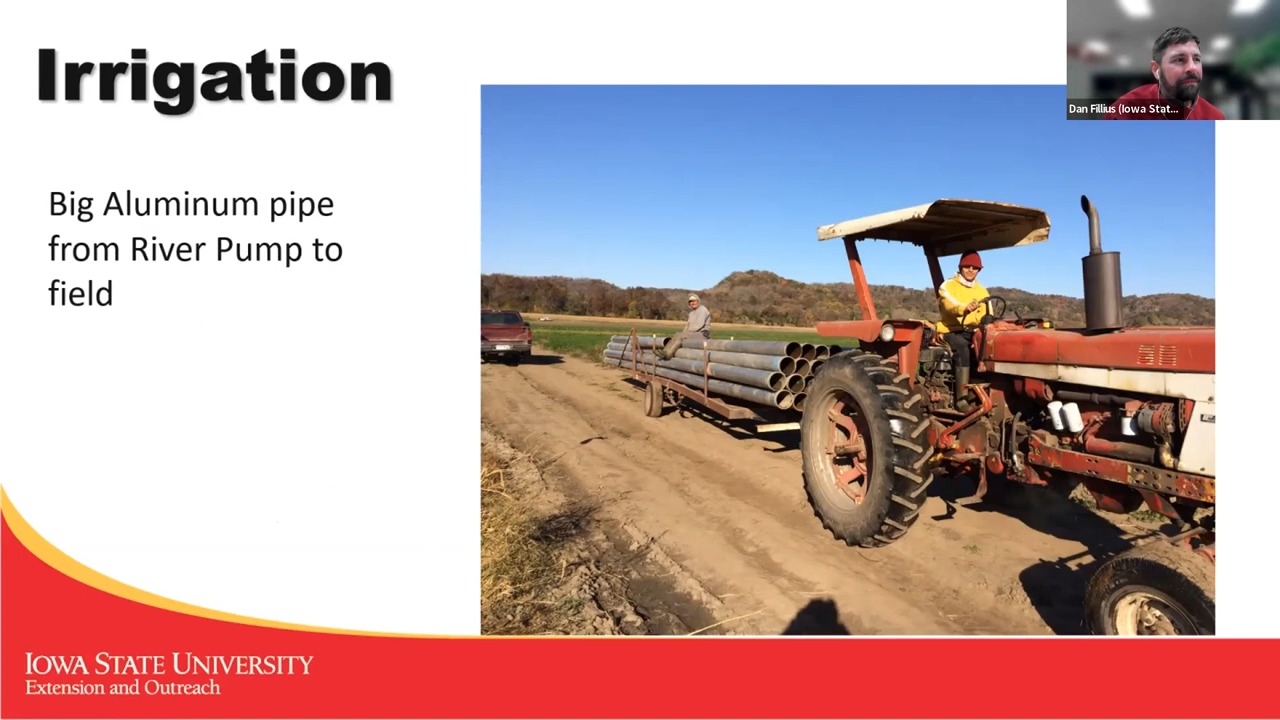 Irrigation
Dan Fillius (Iowa Stat...
Big Aluminum pipe
from River Pump to
field
IOWA STATE UNIVERSITY
Extension and Outreach